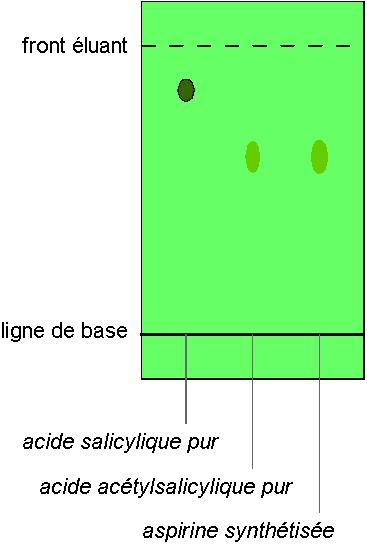 front éluant
ligne de base
acide salicylique pur
acide acétylsalicylique pur
aspirine synthétisée